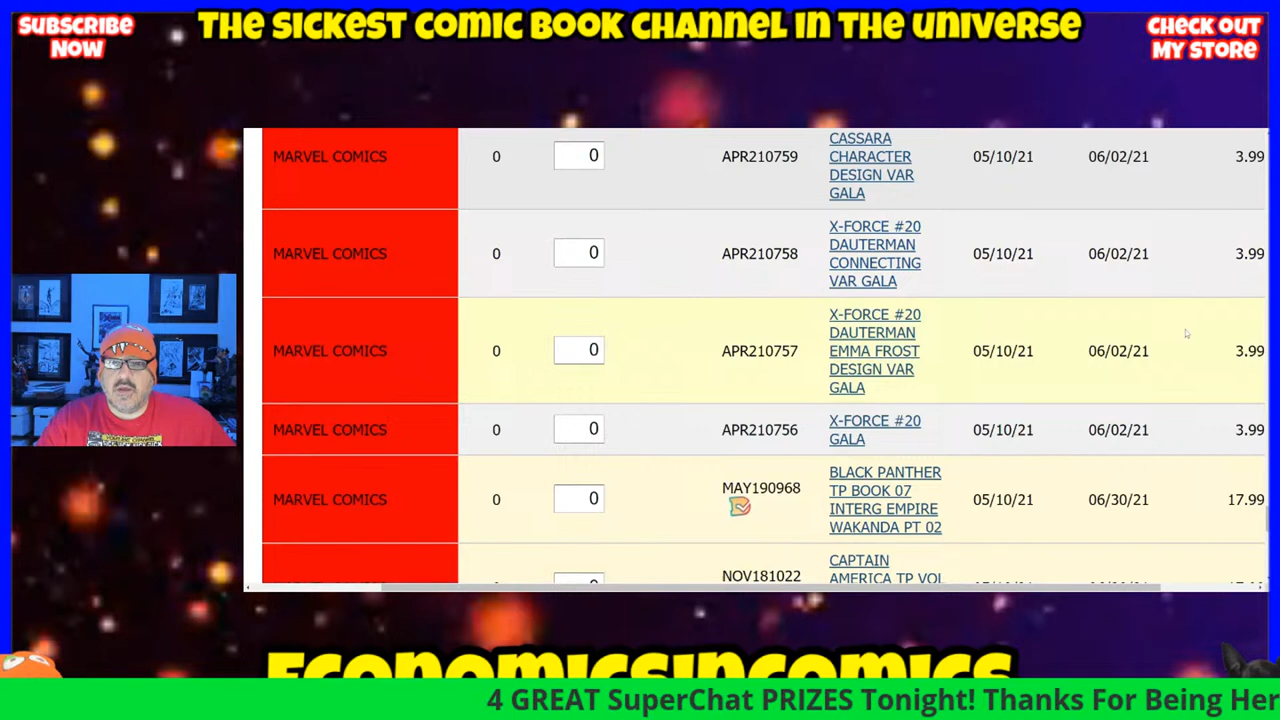 SUBSCRIBE
NOW
THE SICKEST COMIC BOOK CHANNEL IN THE UNIVERSE
CHECK OUT
MY STORE
MARVEL COMICS 0 0 APR210759 CASSARA
CHARACTER
DESIGN VAR
GALA 05/10/21 06/02/21 3.99
MARVEL COMICS 0 0 APR210758 X-FORCE #20
DAUTERMAN
CONNECTING
VAR GALA 05/10/21 06/02/21 3.99
MARVEL COMICS 0 0 APR210757 X-FORCE #20
DAUTERMAN
EMMA FROST
DESIGN VAR
GALA 05/10/21 06/02/21 3.99
MARVEL COMICS 0 0 APR210756 X-FORCE #20
GALA 05/10/21 06/02/21 3.99
MARVEL COMICS 0 0 MAY190968 BLACK PANTHER
TP BOOK 07
INTERG EMPIRE
WAKANDA PT 02 05/10/21 06/30/21 17.99
NOV181022 CAPTAIN
AMERICA TP VOL
ECONOMICSINCOMICS
4 GREAT SuperChat PRIZES Tonight! Thanks For Being Her